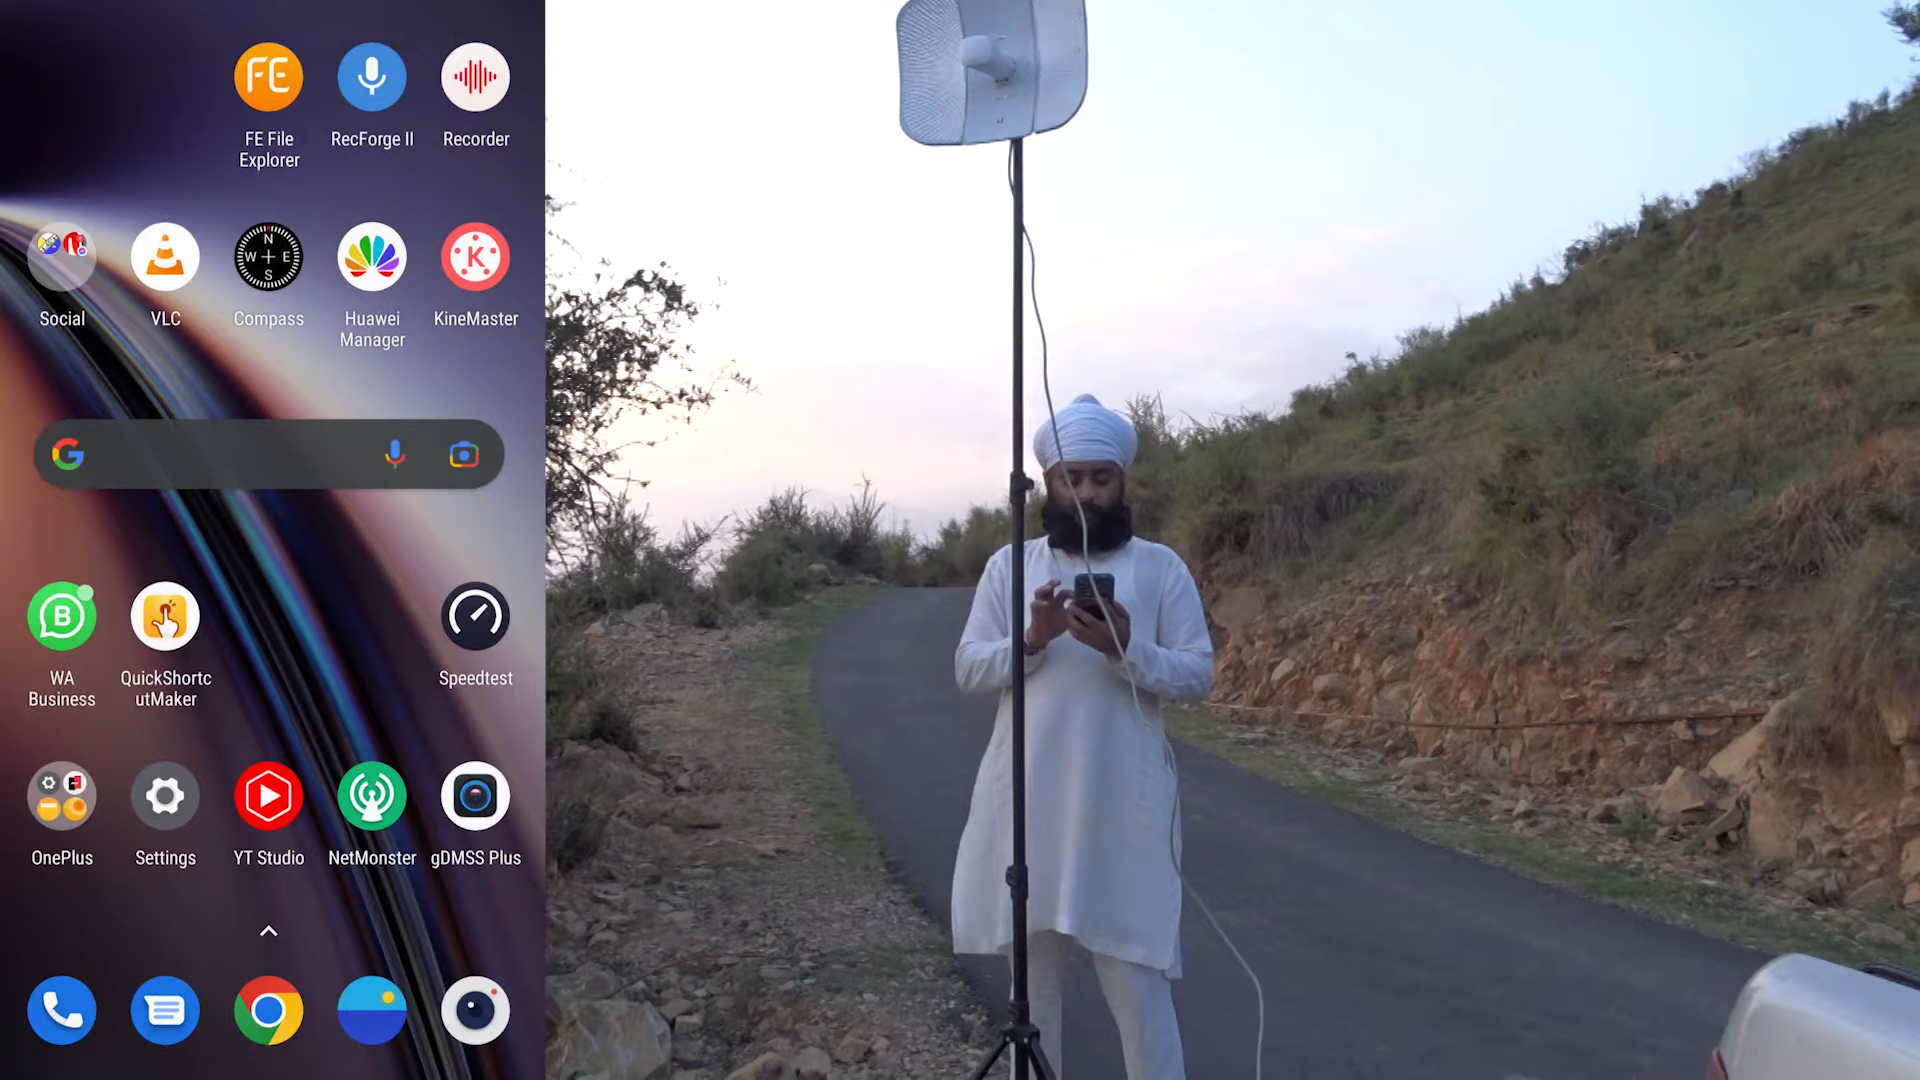 FE
FE File
Explorer
RecForge II
Recorder
N
W E
S
K
Social
VLC
Compass
Huawei
Manager
KineMaster
G
B
WA
Business
QuickShortc
utMaker
Speedtest
OnePlus
Settings
YT Studio
NetMonster
gDMSS Plus